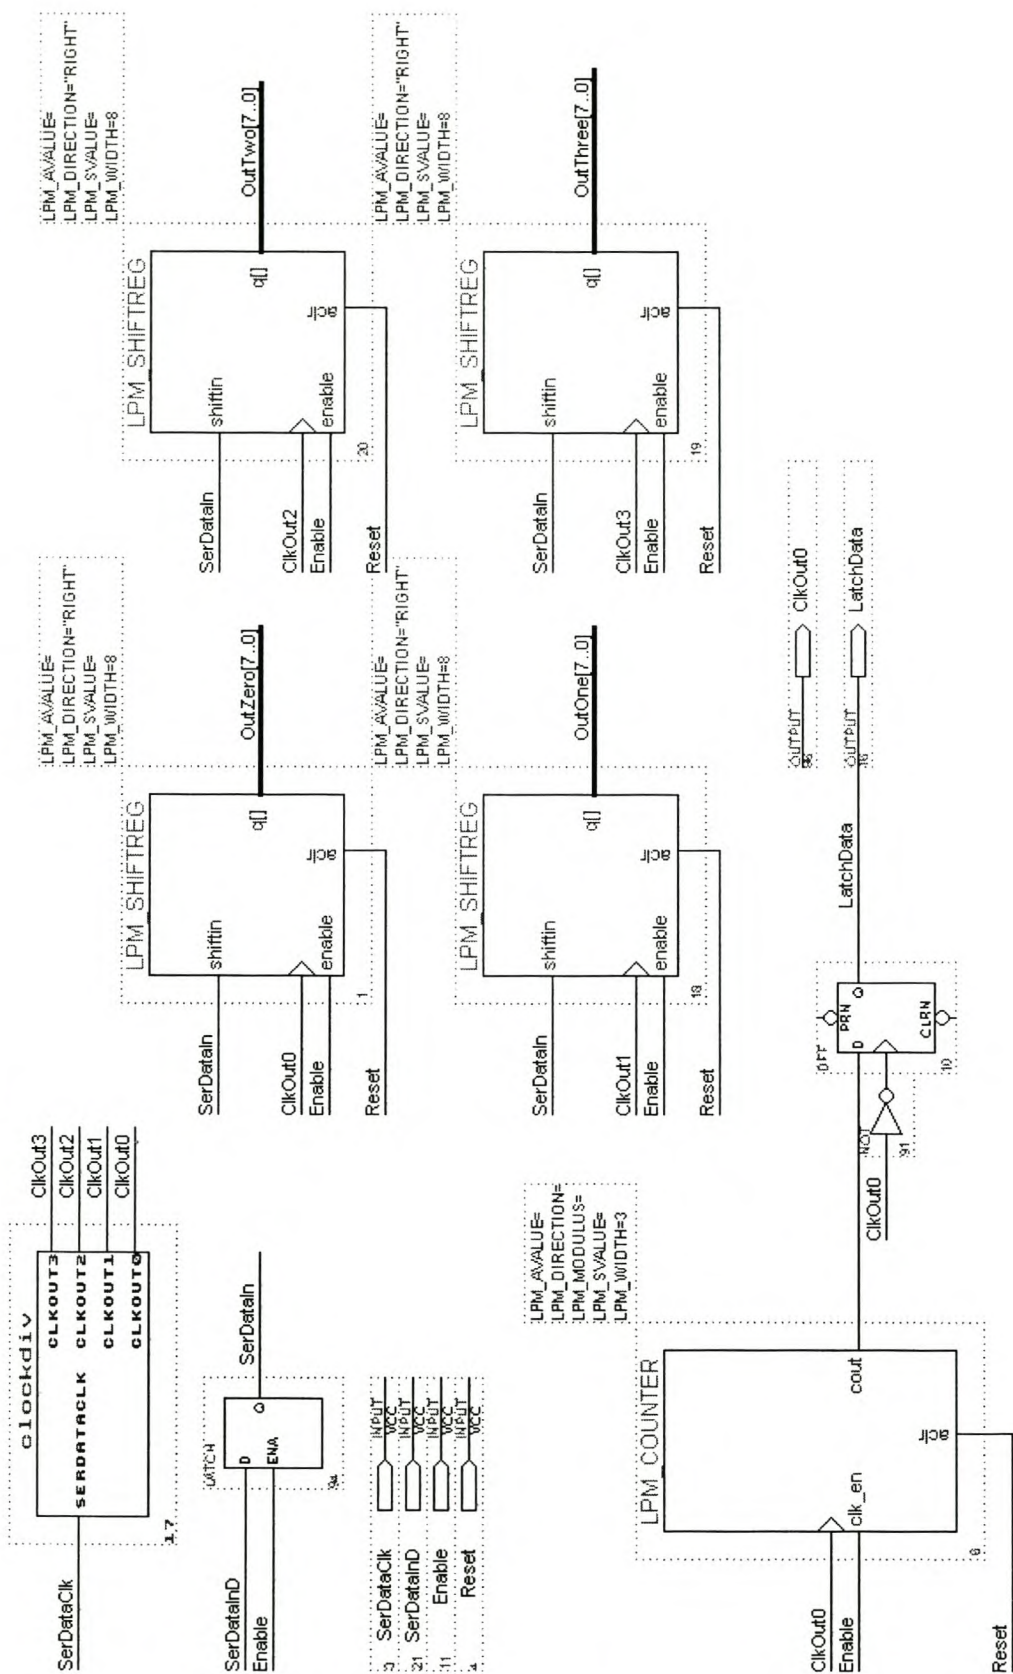 clockdiv
SerDataClk
SERDATACLK
CLKOUT3
CLKOUT2
CLKOUT1
CLKOUT0
ClkOut3
ClkOut2
ClkOut1
ClkOut0
17
LATCH
SerDataInD
Enable
D
ENA
Q
SerDataIn
94
SerDataClk
INPUT
VCC
21
SerDataInD
INPUT
VCC
11
Enable
INPUT
VCC
4
Reset
INPUT
VCC
LPM_AVALUE=
LPM_DIRECTION="RIGHT"
LPM_SVALUE=
LPM_WIDTH=8
LPM_SHIFTREG
SerDataIn
shiftin
ClkOut0
Enable
enable
q[]
aclr
OutZero[7..0]
1
Reset
LPM_AVALUE=
LPM_DIRECTION="RIGHT"
LPM_SVALUE=
LPM_WIDTH=8
LPM_SHIFTREG
SerDataIn
shiftin
ClkOut2
Enable
enable
q[]
aclr
OutTwo[7..0]
20
Reset
LPM_AVALUE=
LPM_DIRECTION="RIGHT"
LPM_SVALUE=
LPM_WIDTH=8
LPM_SHIFTREG
SerDataIn
shiftin
ClkOut1
Enable
enable
q[]
aclr
OutOne[7..0]
18
Reset
LPM_AVALUE=
LPM_DIRECTION="RIGHT"
LPM_SVALUE=
LPM_WIDTH=8
LPM_SHIFTREG
SerDataIn
shiftin
ClkOut3
Enable
enable
q[]
aclr
OutThree[7..0]
19
Reset
LPM_AVALUE=
LPM_DIRECTION=
LPM_MODULUS=
LPM_SVALUE=
LPM_WIDTH=3
LPM_COUNTER
ClkOut0
Enable
clk_en
cout
aclr
6
Reset
ClkOut0
NOT
91
DFF
D
PRN
Q
CLRN
10
LatchData
OUTPUT
ClkOut0
OUTPUT
16
LatchData